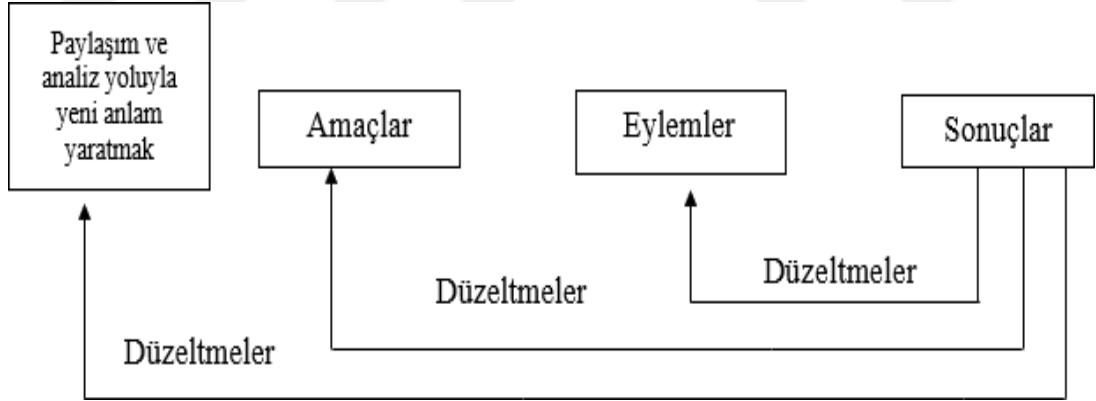 Paylaşım ve
analiz yoluyla
yeni anlam
yaratmak
Amaçlar
Eylemler
Sonuçlar
Düzeltmeler
Düzeltmeler
Düzeltmeler